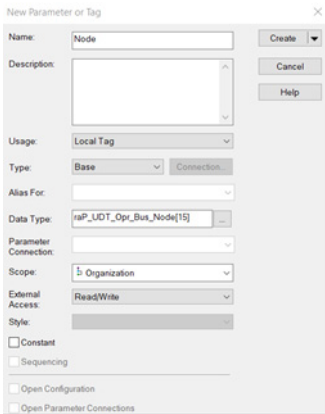 New Parameter or Tag
Name: Node Create
Description: Cancel
Help
Usage: Local Tag
Type: Base Connection...
Alias For:
Data Type: raP_UDT_Opr_Bus_Node[15] ...
Parameter
Connection:
Scope: Organization
External
Access: Read/Write
Style:
Constant
Sequencing
Open Configuration
Open Parameter Connections